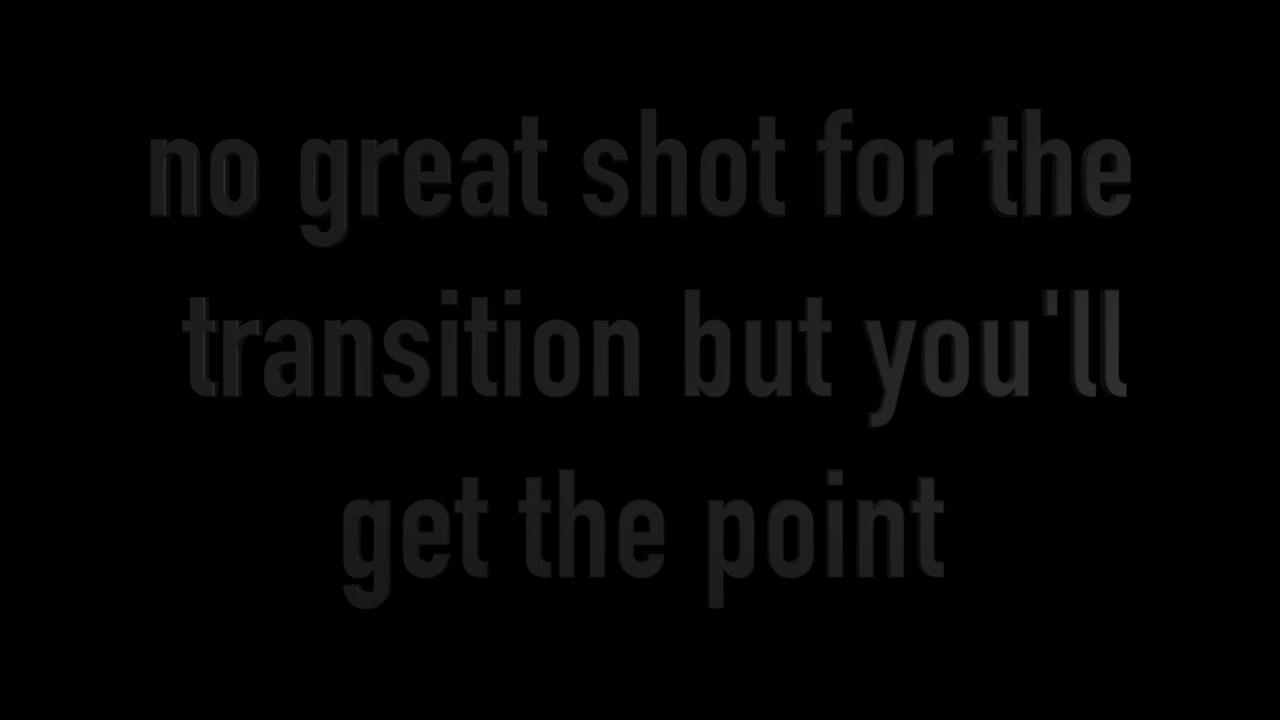 no great shot for the
transition but you'll
get the point